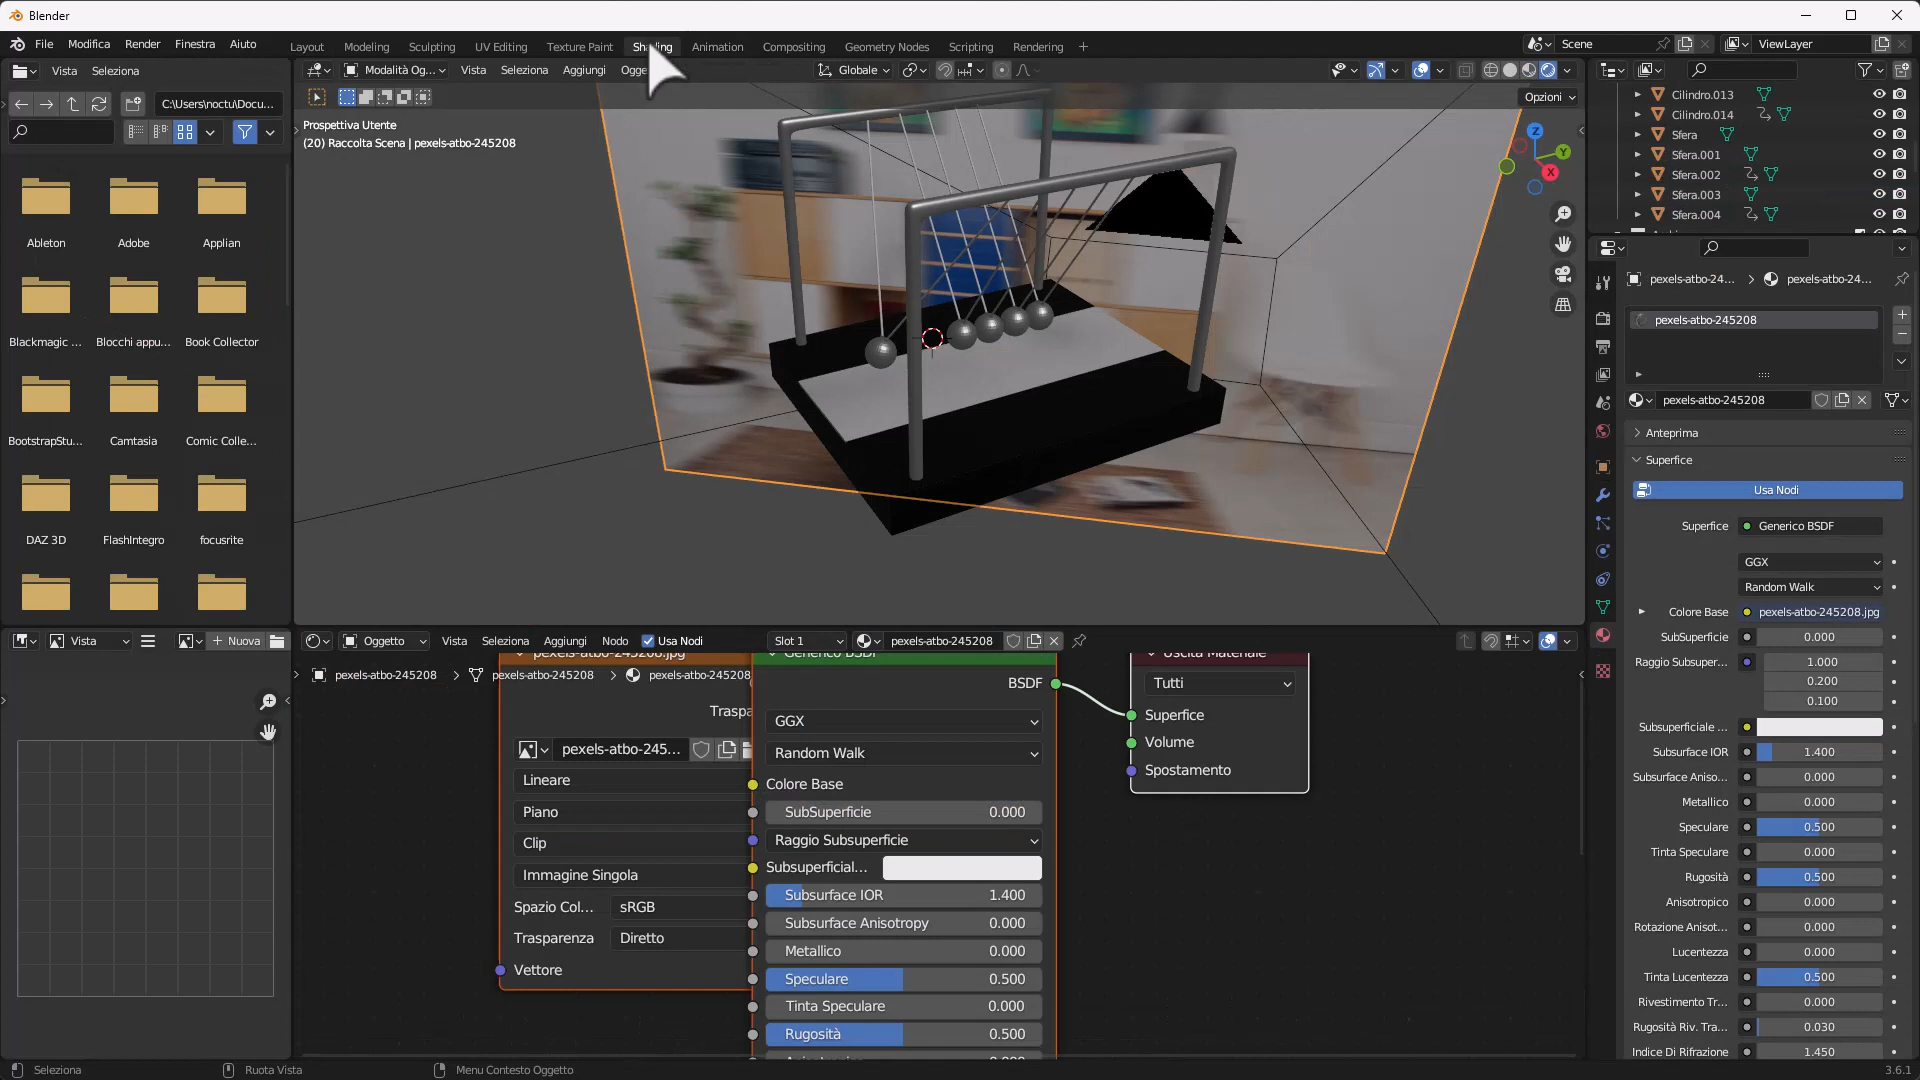 Blender
File Modifica Render Finestra Aiuto Layout Modeling Sculpting UV Editing Texture Paint Shading Animation Compositing Geometry Nodes Scripting Rendering + Scene ViewLayer
Vista Seleziona
Modalità Og... Vista Seleziona Aggiungi Globale
Opzioni
C:\Users\noctu\Docu...
Prospettiva Utente
(20) Raccolta Scena | pexels-atbo-245208
Z
Y
X
Ableton Adobe Applian
Blackmagic ... Blocchi appu... Book Collector
BootstrapStu... Camtasia Comic Colle...
DAZ 3D FlashIntegro focusrite
Cilindro.013
Cilindro.014
Sfera
Sfera.001
Sfera.002
Sfera.003
Sfera.004
pexels-atbo-24... > pexels-atbo-24...
pexels-atbo-245208
pexels-atbo-245208
Anteprima
Superfice
Usa Nodi
Superfice Generico BSDF
GGX
Random Walk
Colore Base pexels-atbo-245208.jpg
SubSuperficie 0.000
Raggio Subsuper... 1.000
0.200
0.100
Subsuperficiale ...
Subsurface IOR 1.400
Subsurface Aniso... 0.000
Metallico 0.000
Speculare 0.500
Tinta Speculare 0.000
Rugosità 0.500
Anisotropico 0.000
Rotazione Anisot... 0.000
Lucentezza 0.000
Tinta Lucentezza 0.500
Rivestimento Tr... 0.000
Rugosità Riv. Tra... 0.030
Indice Di Rifrazione 1.450
Vista + Nuova
Oggetto Vista Seleziona Aggiungi Nodo Usa Nodi Slot 1 pexels-atbo-245208
pexels-atbo-245208 > pexels-atbo-245208 > pexels-atbo-245208
pexels-atbo-245208.jpg
Traspa
pexels-atbo-245...
Lineare
Piano
Clip
Immagine Singola
Spazio Col... sRGB
Trasparenza Diretto
Vettore
Generico BSDF
BSDF
GGX
Random Walk
Colore Base
SubSuperficie 0.000
Raggio Subsuperficie
Subsuperficial...
Subsurface IOR 1.400
Subsurface Anisotropy 0.000
Metallico 0.000
Speculare 0.500
Tinta Speculare 0.000
Rugosità 0.500
Uscita Materiale
Tutti
Superfice
Volume
Spostamento
Seleziona Ruota Vista Menu Contesto Oggetto 3.6.1